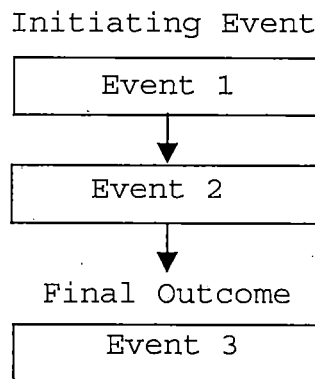 Initiating Event
Event 1
Event 2
Final Outcome
Event 3